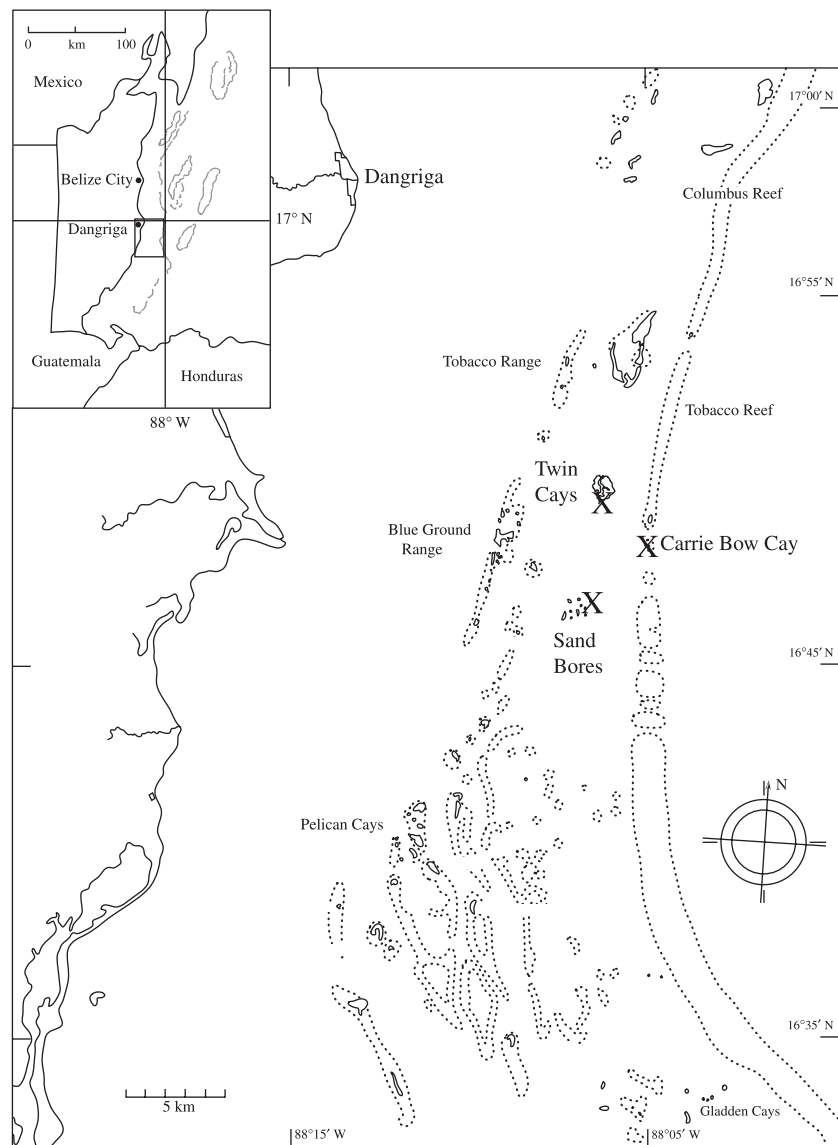 0 km 100
Mexico
Belize City
Dangriga
17° N
Guatemala
Honduras
88° W
Dangriga
17°00′ N
Columbus Reef
16°55′ N
Tobacco Range
Tobacco Reef
Twin
Cays
X
Blue Ground
Range
X Carrie Bow Cay
X
Sand
Bores
16°45′ N
N
Pelican Cays
16°35′ N
5 km
Gladden Cays
88°15′ W
88°05′ W